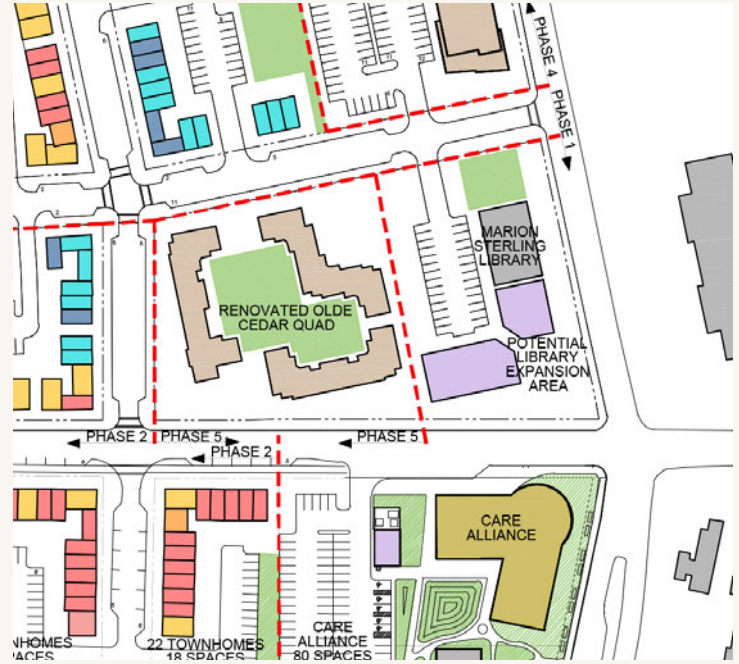 PHASE 4
PHASE 1
MARION
STERLING
LIBRARY
RENOVATED OLDE
CEDAR QUAD
POTENTIAL
LIBRARY
EXPANSION
AREA
PHASE 2
PHASE 5
PHASE 5
PHASE 2
CARE
ALLIANCE
NHOMES
PACES
22 TOWNHOMES
18 SPACES
CARE
ALLIANCE
80 SPACES